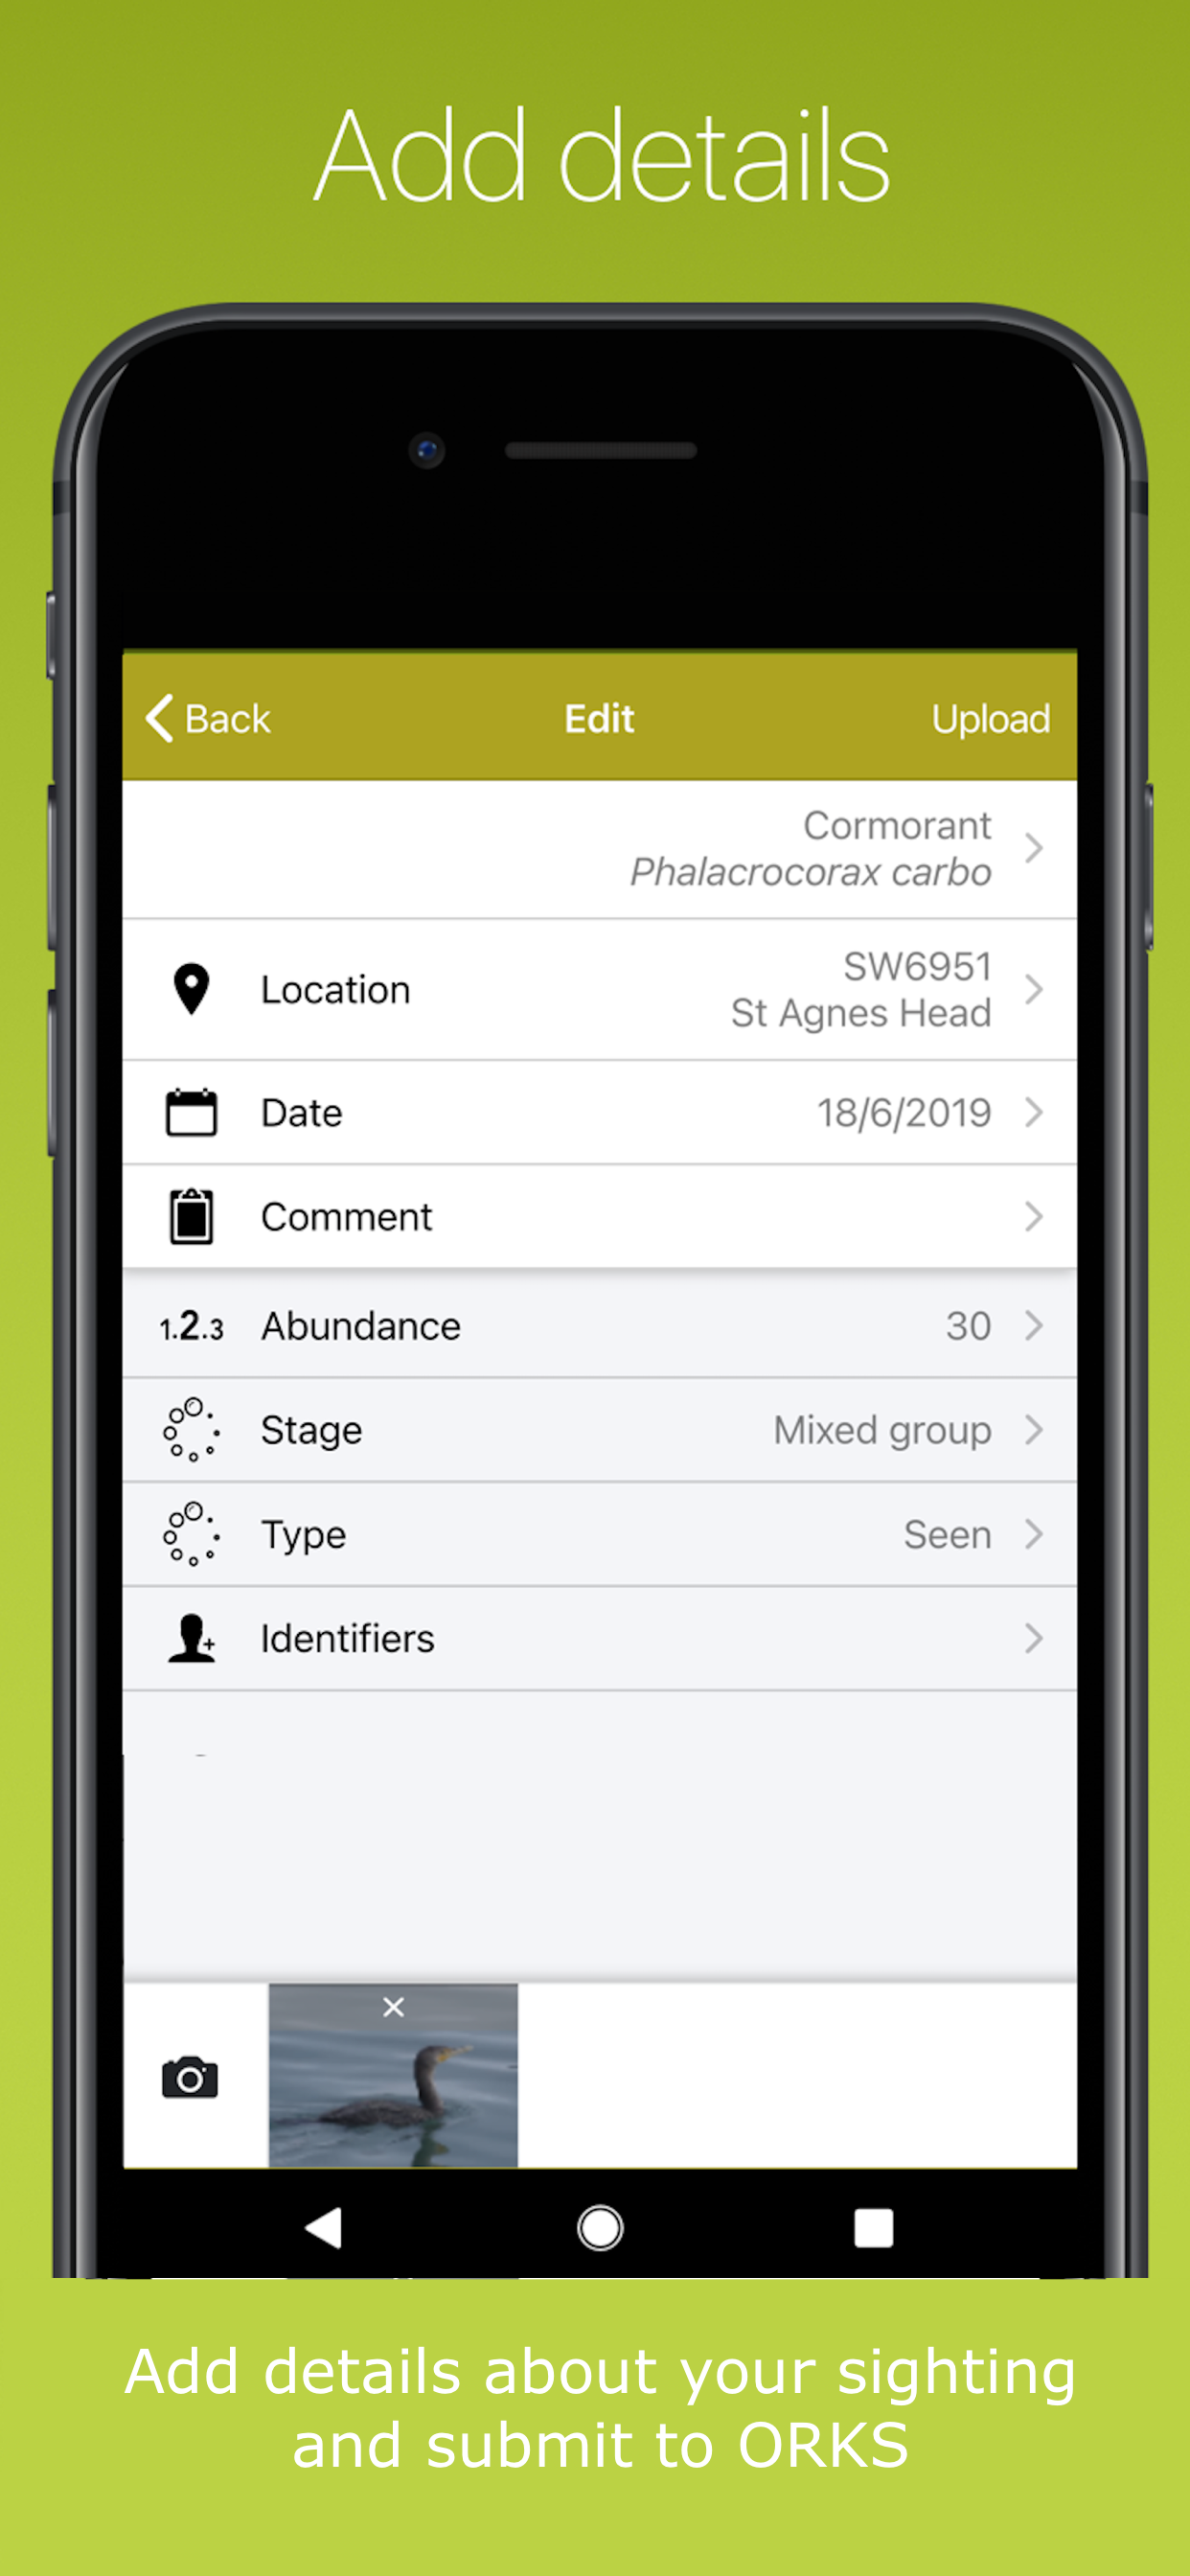 Add details
Back
Edit
Upload
Cormorant
Phalacrocorax carbo
Location
SW6951
St Agnes Head
Date
18/6/2019
Comment
1.2.3
Abundance
30
Stage
Mixed group
Type
Seen
Identifiers
Add details about your sighting
and submit to ORKS